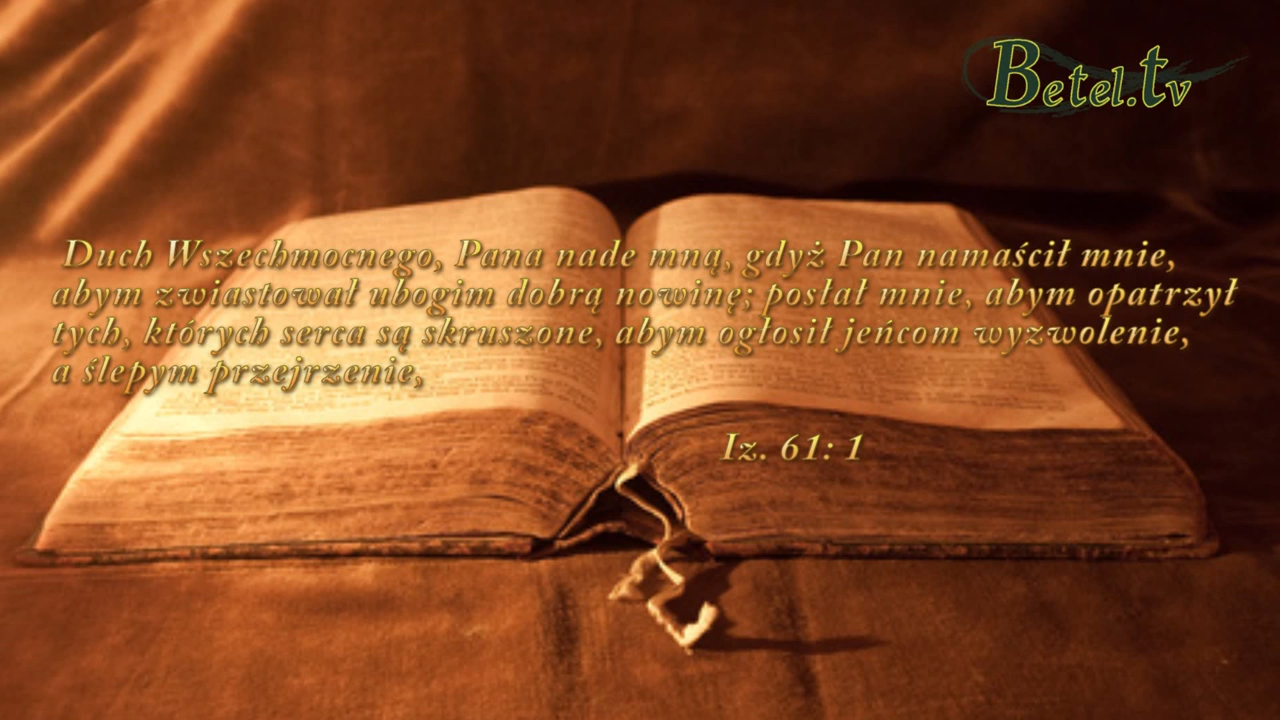 Betel.tv
Duch Wszechmocnego, Pana nade mną, gdyż Pan namaścił mnie,
abym zwiastował ubogim dobrą nowinę; posłał mnie, abym opatrzył
tych, których serca są skruszone, abym ogłosił jeńcom wyzwolenie,
a ślepym przejrzenie,
Iz. 61: 1